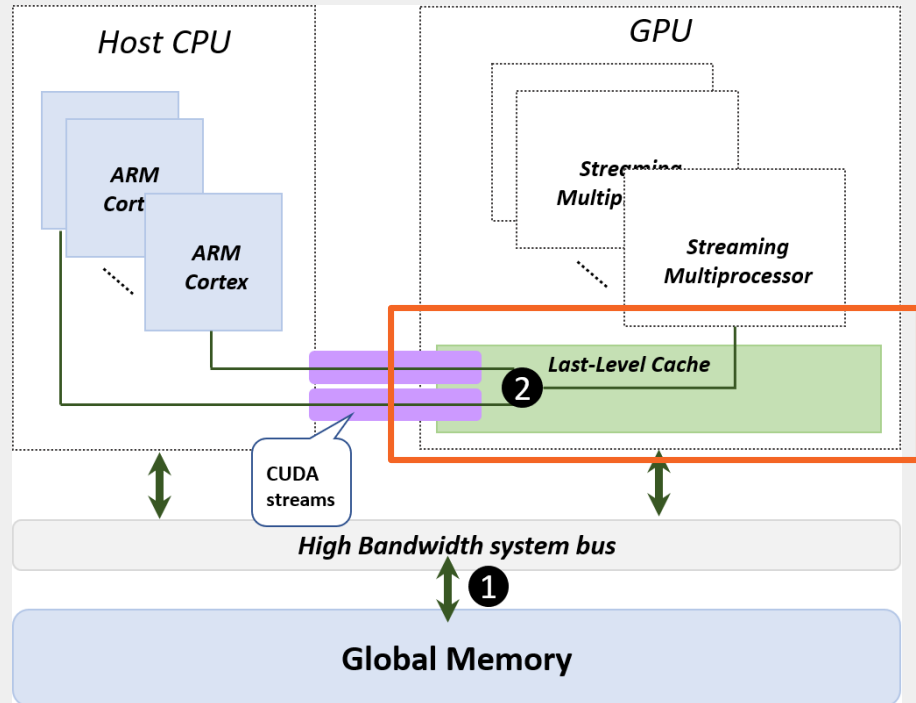 Host CPU
GPU
ARM
Cort
ARM
Cortex
Streaming
Multip
Streaming
Multiprocessor
Last-Level Cache
2
CUDA
streams
High Bandwidth system bus
1
Global Memory